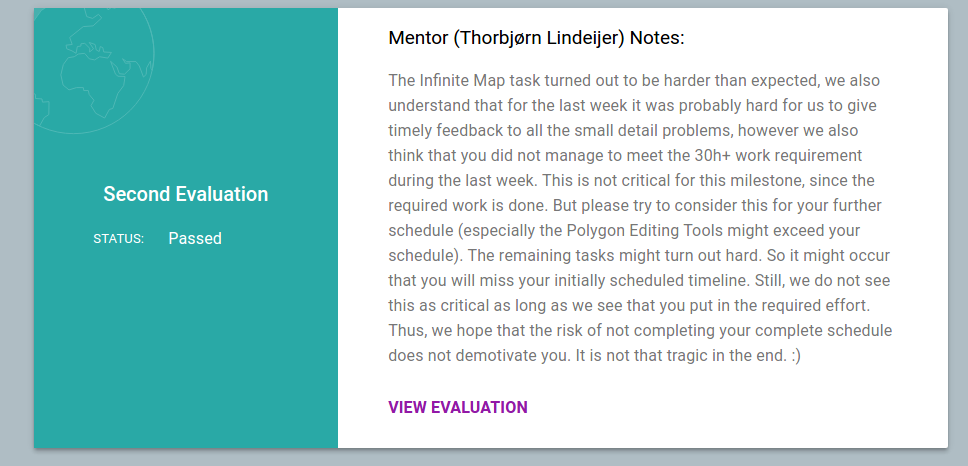 Second Evaluation
STATUS: Passed
Mentor (Thorbjørn Lindeijer) Notes:
The Infinite Map task turned out to be harder than expected, we also
understand that for the last week it was probably hard for us to give
timely feedback to all the small detail problems, however we also
think that you did not manage to meet the 30h+ work requirement
during the last week. This is not critical for this milestone, since the
required work is done. But please try to consider this for your further
schedule (especially the Polygon Editing Tools might exceed your
schedule). The remaining tasks might turn out hard. So it might occur
that you will miss your initially scheduled timeline. Still, we do not see
this as critical as long as we see that you put in the required effort.
Thus, we hope that the risk of not completing your complete schedule
does not demotivate you. It is not that tragic in the end. :)
VIEW EVALUATION